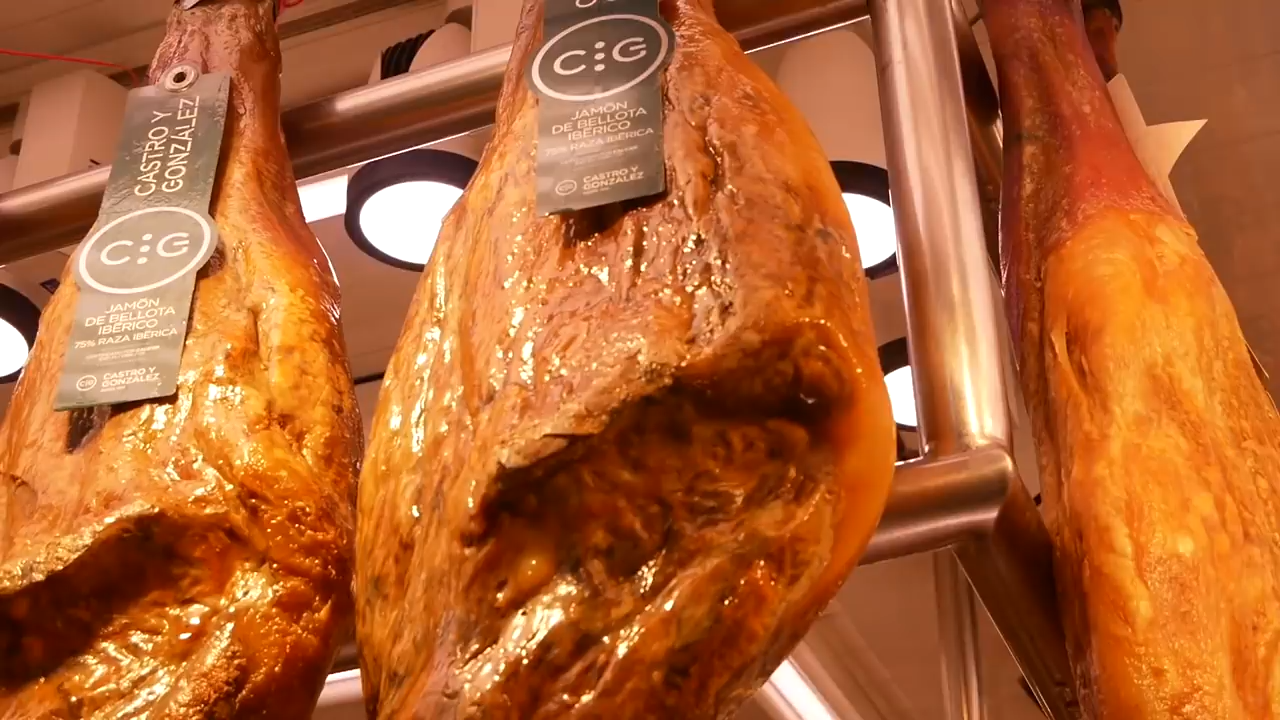 CASTRO Y
GONZÁLEZ
C G
JAMÓN
DE BELLOTA
IBÉRICO
75% RAZA IBÉRICA
CASTRO Y
GONZÁLEZ
C G
JAMÓN
DE BELLOTA
IBÉRICO
75% RAZA IBÉRICA
CASTRO Y
GONZÁLEZ